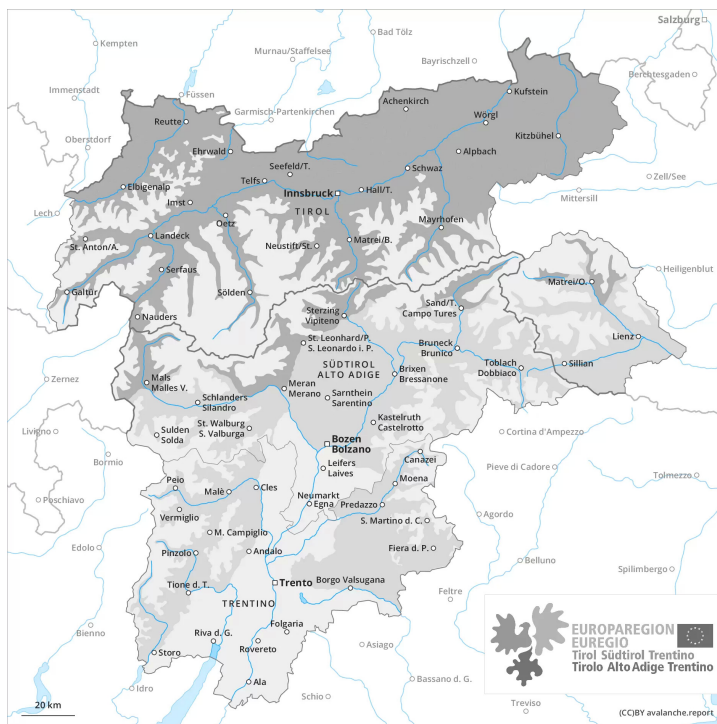 Salzburg
Kempten
Bad Tölz
Murnau/Staffelsee
Bayrischzell
Berchtesgaden
Immenstadt
Füssen
Achenkirch
Kufstein
Garmisch-Partenkirchen
Reutte
Wörgl
Oberstdorf
Ehrwald
Kitzbühel
Alpbach
Seefeld/T.
Schwaz
Telfs
Zell/See
Elbigenalp
Innsbruck
Hall/T.
Mittersill
Imst
TIROL
Lech
Oetz
Mayrhofen
Landeck
Matrei/B.
St. Anton/A.
Neustift/St.
Serfaus
Heiligenblut
Galtür
Sölden
Matrei/O.
Sand/T.
Campo Tures
Sterzing
Vipiteno
Nauders
St. Leonhard/P.
S. Leonardo i. P.
Lienz
Bruneck
Brunico
Toblach
Dobbiaco
Sillian
SÜDTIROL
ALTO ADIGE
Brixen
Bressanone
Zernez
Mals
Malles V.
Meran
Merano
Sarnthein
Sarentino
Schlanders
Silandro
Kastelruth
Castelrotto
St. Walburg
S. Valburga
Sulden
Solda
Livigno
Cortina d'Ampezzo
Bozen
Bolzano
Canazei
Bormio
Pieve di Cadore
Leifers
Laives
Tolmezzo
Peio
Malè
Cles
Moena
Poschiavo
Neumarkt
Egna
Predazzo
Vermiglio
Agordo
S. Martino d. C.
M. Campiglio
Edolo
Pinzolo
Andalo
Fiera d. P.
Belluno
Spilimbergo
Tione d. T.
Trento
Borgo Valsugana
Feltre
TRENTINO
Folgaria
Bienno
Riva d. G.
Rovereto
Asiago
Storo
Bassano d. G.
Ala
Idro
Schio
Treviso
EUROPAREGION
EUREGIO
Tirol Südtirol Trentino
Tirolo Alto Adige Trentino
20 km
(CC)BY avalanche.report